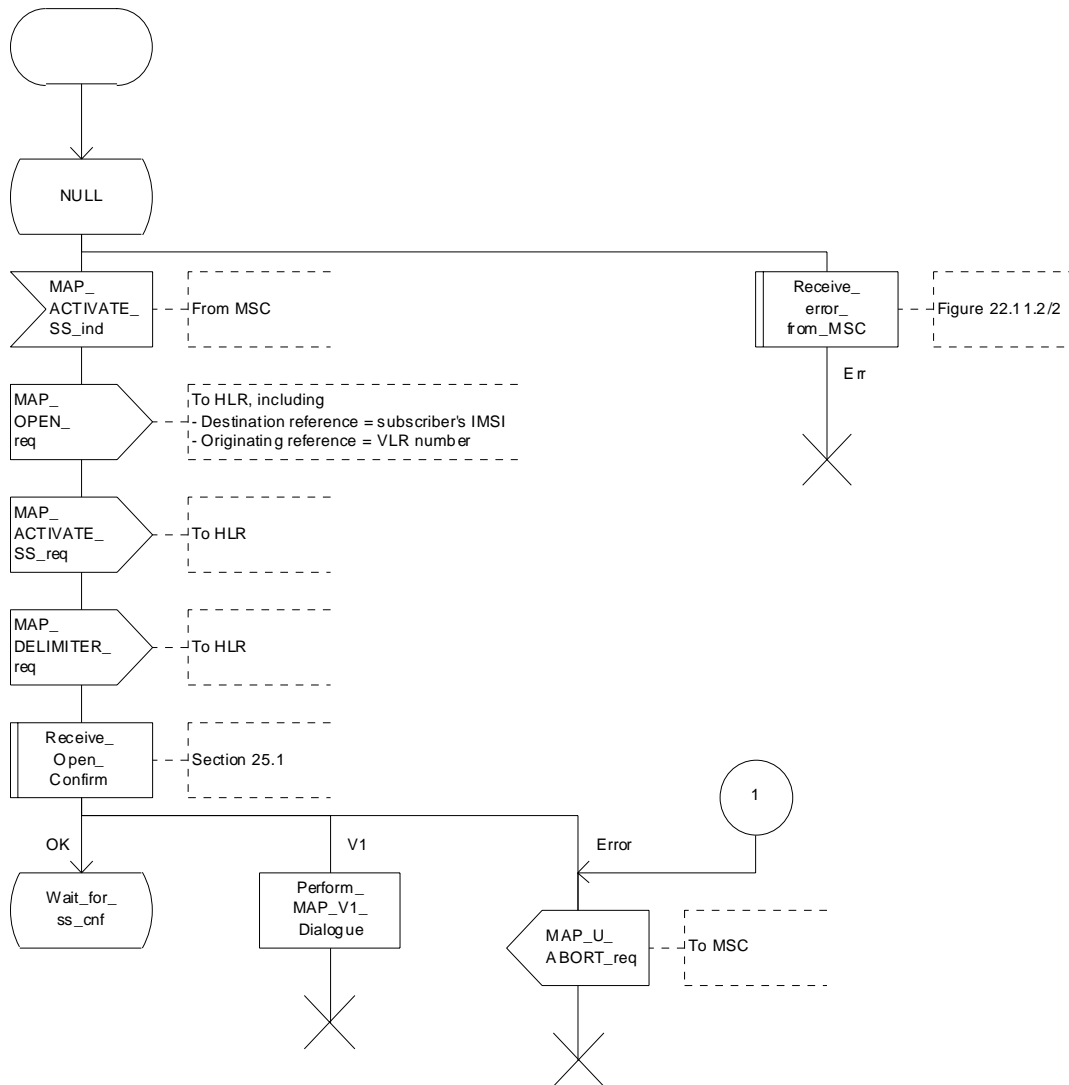 NULL
MAP_
ACTIVATE_
SS_ind
From MSC
Receive_
error_
from_MSC
Figure 22.11.2/2
Err
MAP_
OPEN_
req
To HLR, including
- Destination reference = subscriber's IMSI
- Originating reference = VLR number
MAP_
ACTIVATE_
SS_req
To HLR
MAP_
DELIMITER_
req
To HLR
Receive_
Open_
Confirm
Section 25.1
1
OK
V1
Error
Wait_for_
ss_cnf
Perform_
MAP_V1_
Dialogue
MAP_U_
ABORT_req
To MSC